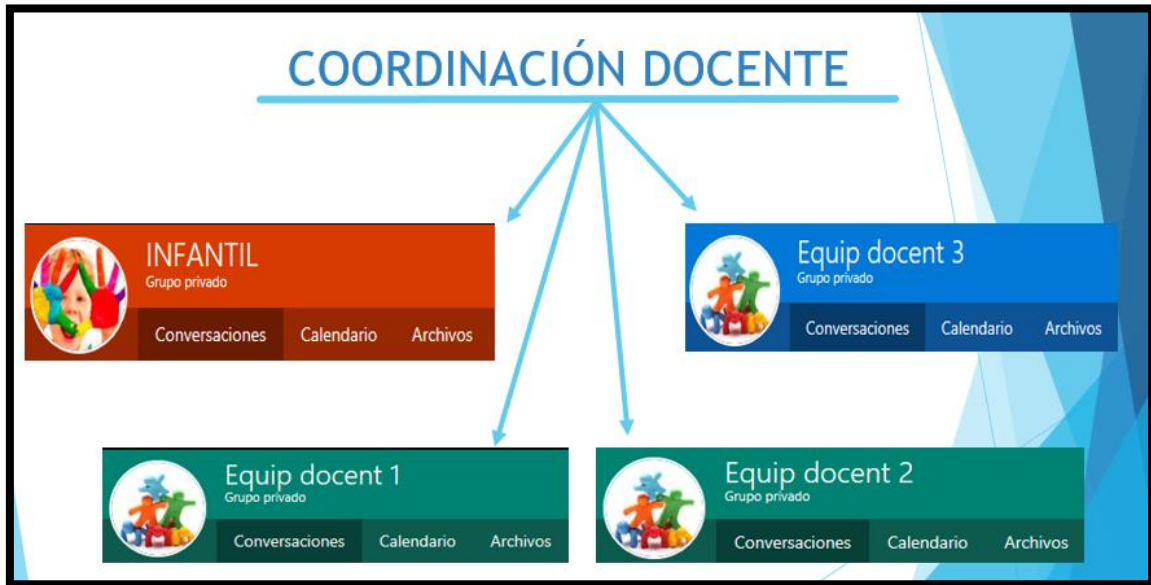 COORDINACIÓN DOCENTE
INFANTIL
Grupo privado
Conversaciones Calendario Archivos
Equip docent 3
Grupo privado
Conversaciones Calendario Archivos
Equip docent 1
Grupo privado
Conversaciones Calendario Archivos
Equip docent 2
Grupo privado
Conversaciones Calendario Archivos